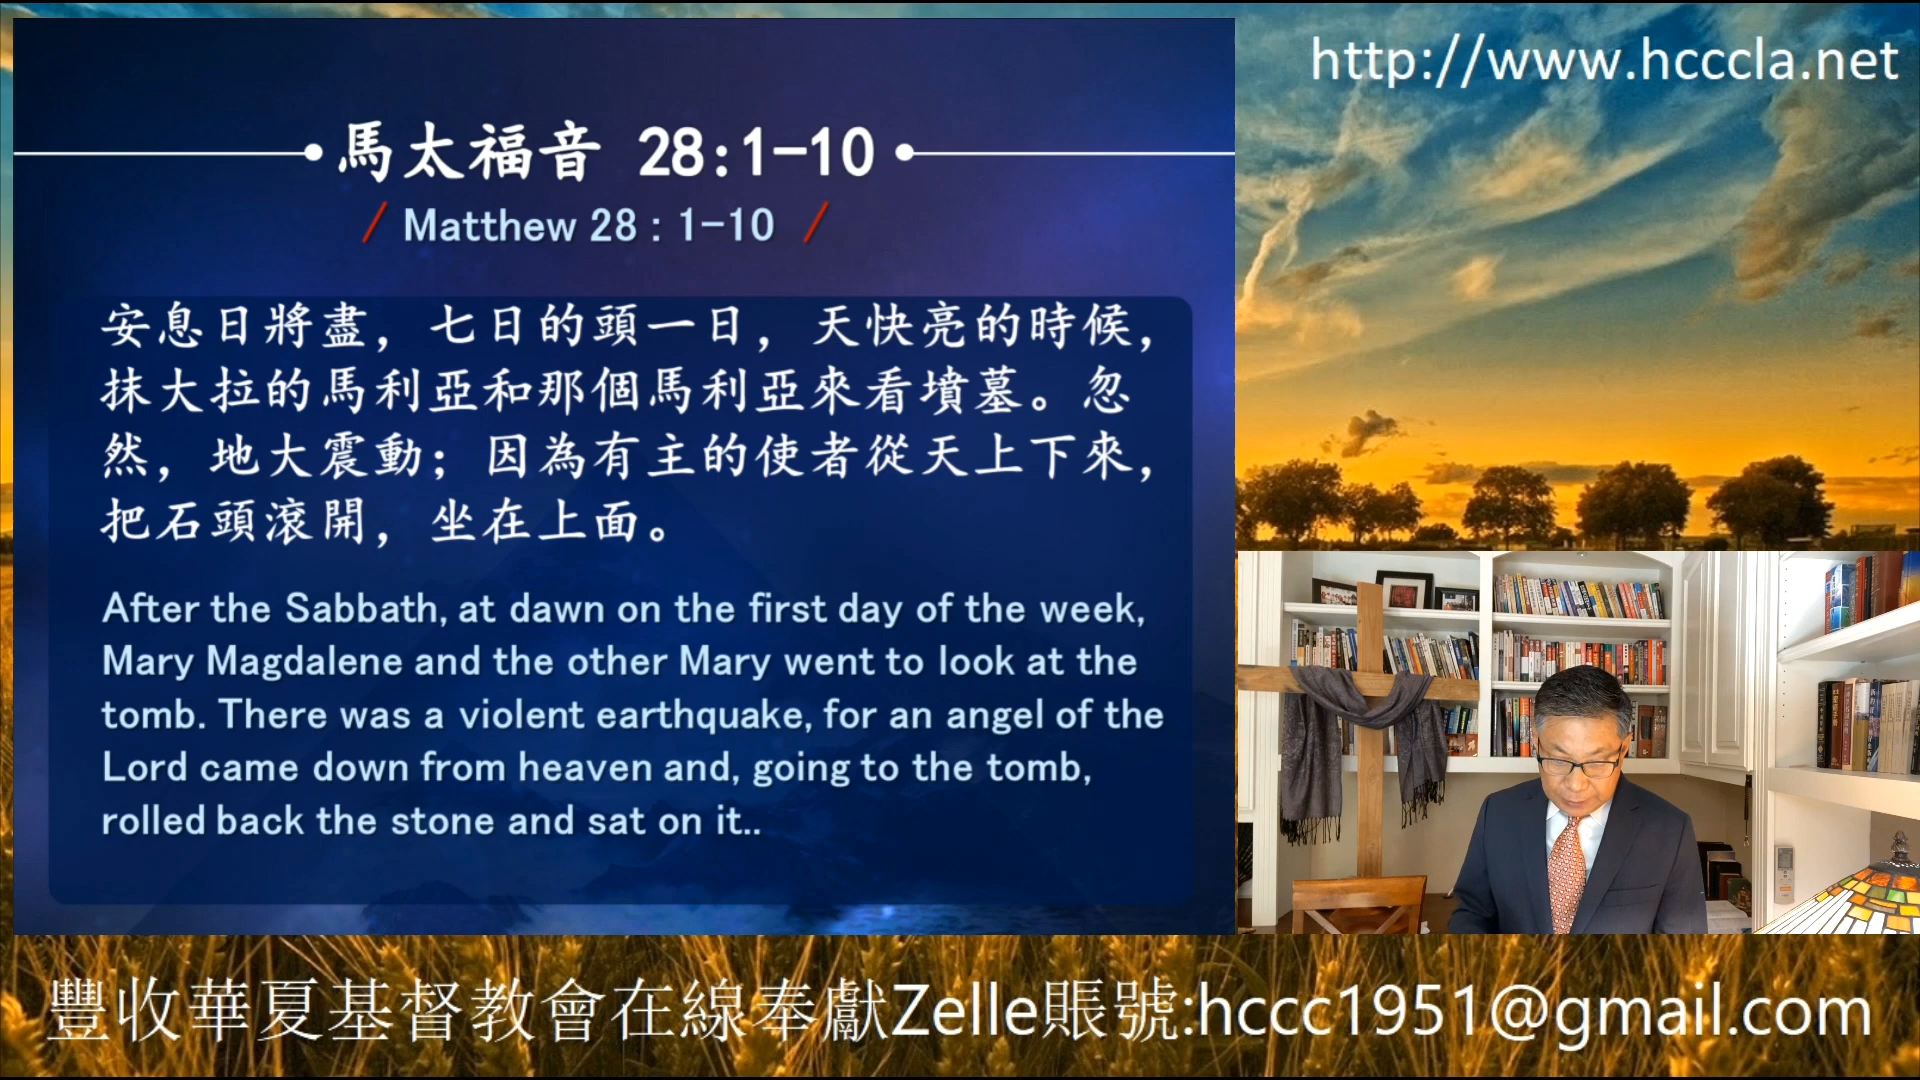 http://www.hcccla.net
馬太福音 28:1-10
/ Matthew 28 : 1-10 /
安息日將盡，七日的頭一日，天快亮的時候，
抹大拉的馬利亞和那個馬利亞來看墳墓。忽
然，地大震動；因為有主的使者從天上下來，
把石頭滾開，坐在上面。
After the Sabbath, at dawn on the first day of the week,
Mary Magdalene and the other Mary went to look at the
tomb. There was a violent earthquake, for an angel of the
Lord came down from heaven and, going to the tomb,
rolled back the stone and sat on it..
豐收華夏基督教會在線奉獻Zelle賬號:hccc1951@gmail.com